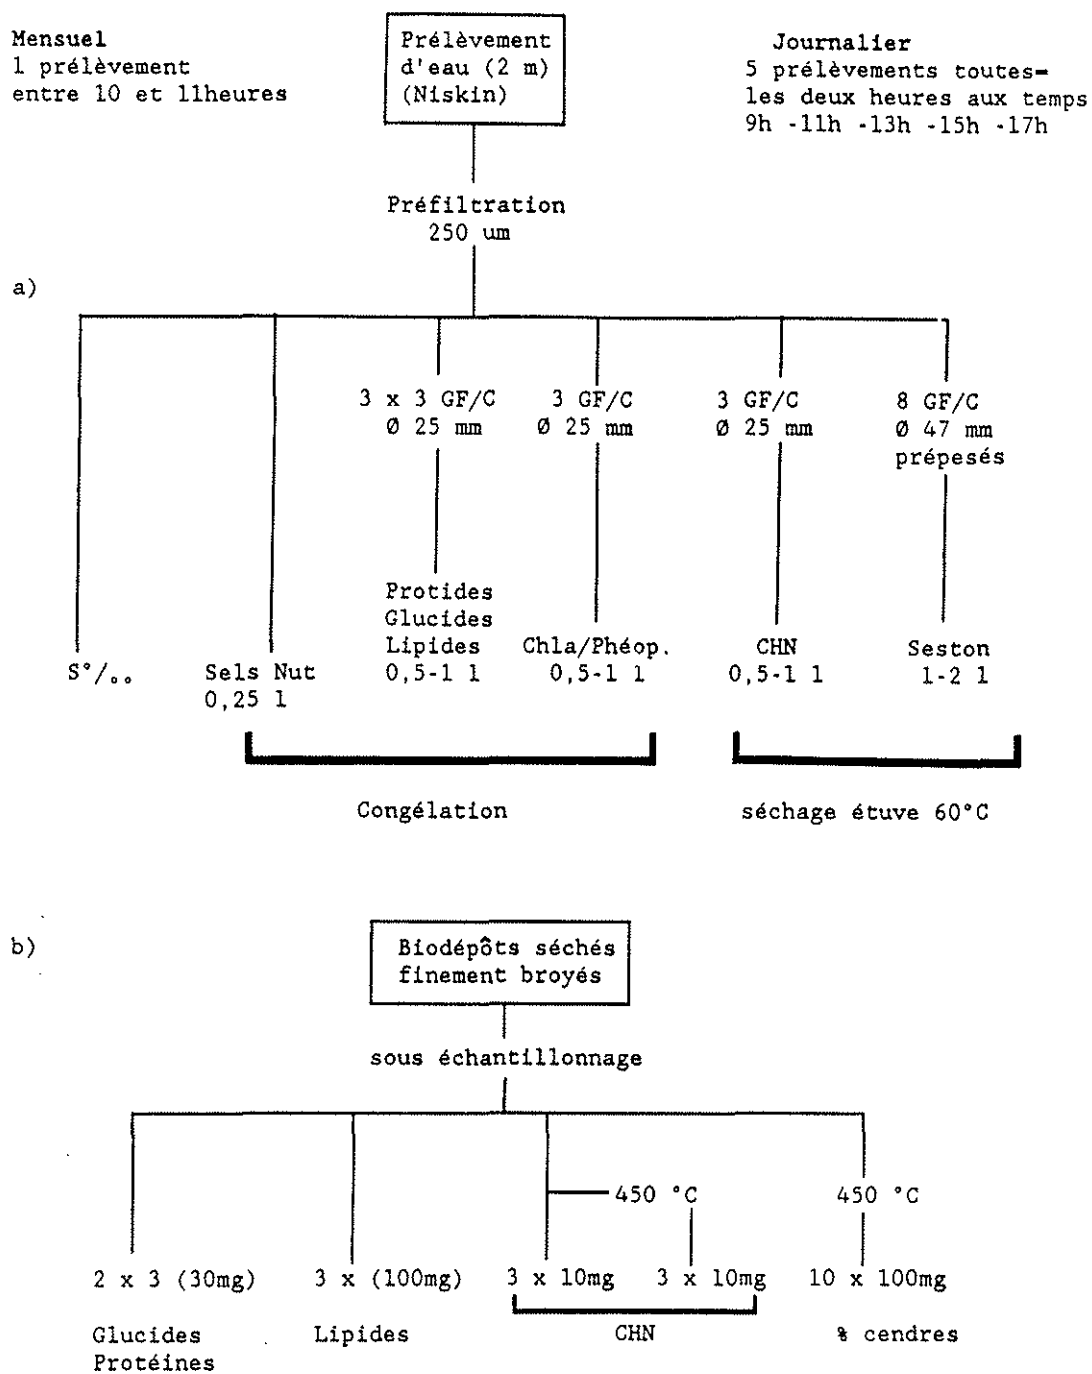 Mensuel
1 prélèvement
entre 10 et 11heures
Prélèvement
d'eau (2 m)
(Niskin)
Journalier
5 prélèvements toutes-
les deux heures aux temps
9h -11h -13h -15h -17h
Préfiltration
250 um
a)
3 x 3 GF/C
Ø 25 mm
3 GF/C
Ø 25 mm
3 GF/C
Ø 25 mm
8 GF/C
Ø 47 mm
prépesés
S°/oo
Sels Nut
0,25 l
Protides
Glucides
Lipides
0,5-1 l
Chla/Phéop.
0,5-1 l
CHN
0,5-1 l
Seston
1-2 l
Congélation
séchage étuve 60°C
b)
Biodépôts séchés
finement broyés
sous échantillonnage
450 °C
450 °C
2 x 3 (30mg)
3 x (100mg)
3 x 10mg
3 x 10mg
10 x 100mg
Glucides
Protéines
Lipides
CHN
% cendres